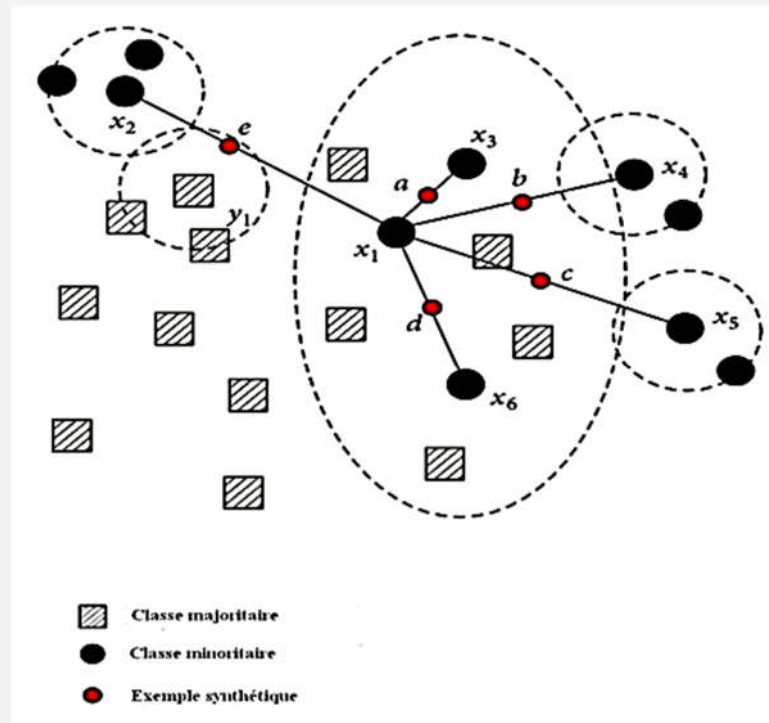 e
x₂
x₃
a
b
x₄
y₁
x₁
c
d
x₅
x₆
Classe majoritaire
Classe minoritaire
Exemple synthétique